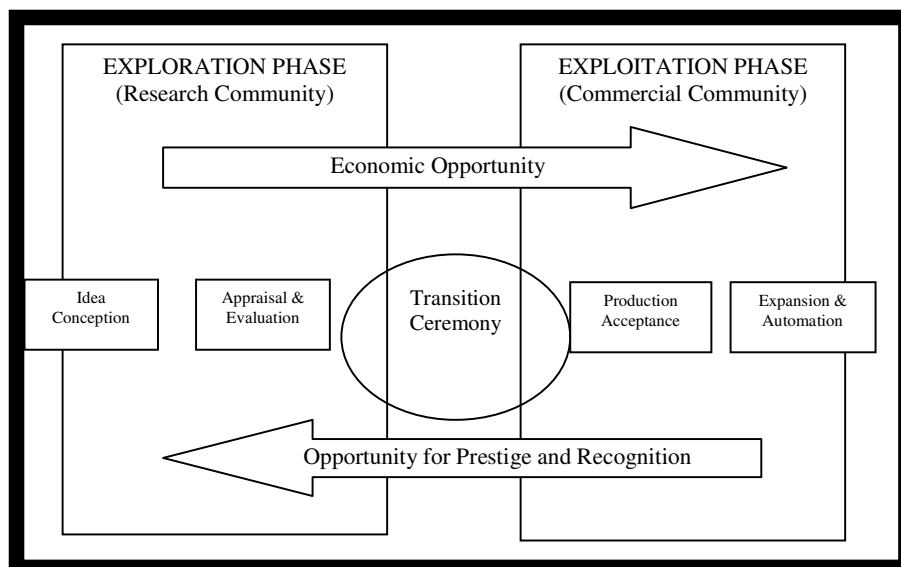 EXPLORATION PHASE
(Research Community)
EXPLOITATION PHASE
(Commercial Community)
Economic Opportunity
Idea
Conception
Appraisal &
Evaluation
Transition
Ceremony
Production
Acceptance
Expansion &
Automation
Opportunity for Prestige and Recognition